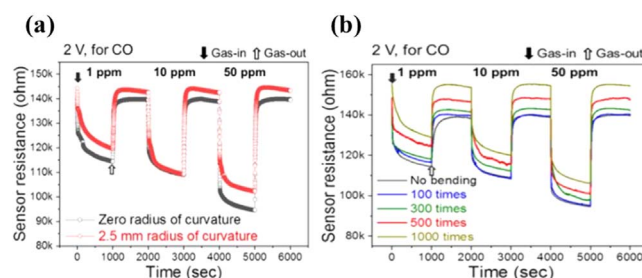 (a)
2 V, for CO ⬇Gas-in ⇧Gas-out
1 ppm 10 ppm 50 ppm
Sensor resistance (ohm)
150k
140k
130k
120k
110k
100k
90k
80k
Zero radius of curvature
2.5 mm radius of curvature
0 1000 2000 3000 4000 5000 6000
Time (sec)
(b)
2 V, for CO ⬇Gas-in ⇧Gas-out
1 ppm 10 ppm 50 ppm
Sensor resistance (ohm)
160k
140k
120k
100k
80k
No bending
100 times
300 times
500 times
1000 times
0 1000 2000 3000 4000 5000 6000
Time (sec)